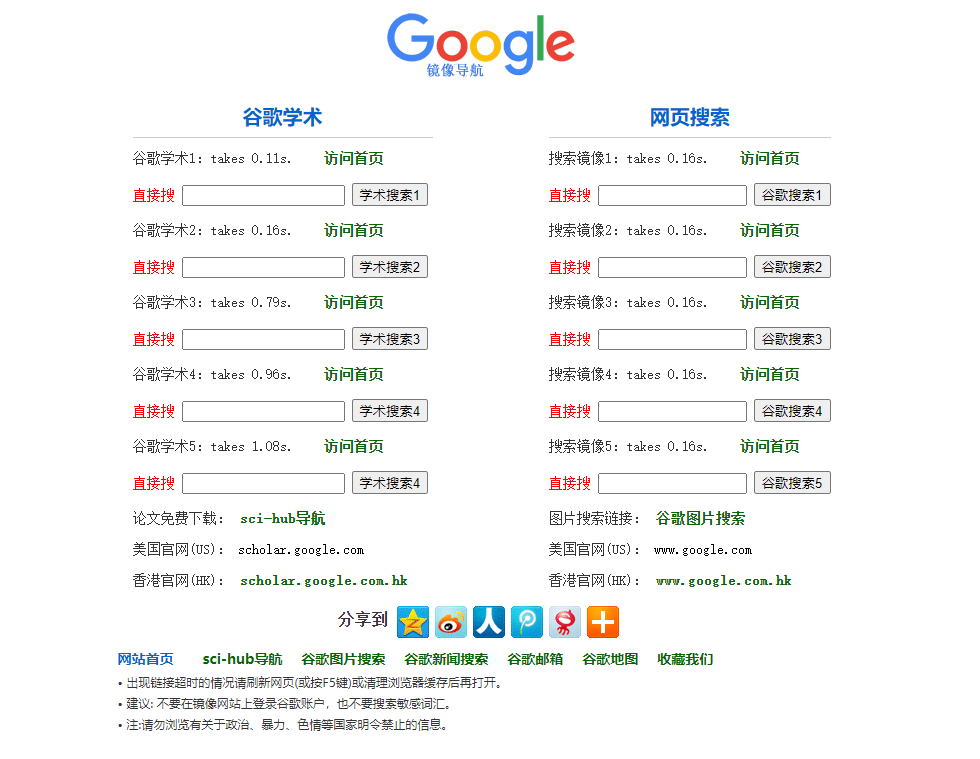 Google
镜像导航
谷歌学术
谷歌学术1: takes 0.11s. 访问首页
直接搜 学术搜索1
谷歌学术2: takes 0.16s. 访问首页
直接搜 学术搜索2
谷歌学术3: takes 0.79s. 访问首页
直接搜 学术搜索3
谷歌学术4: takes 0.96s. 访问首页
直接搜 学术搜索4
谷歌学术5: takes 1.08s. 访问首页
直接搜 学术搜索4
论文免费下载: sci-hub导航
美国官网(US): scholar.google.com
香港官网(HK): scholar.google.com.hk
网页搜索
搜索镜像1: takes 0.16s. 访问首页
直接搜 谷歌搜索1
搜索镜像2: takes 0.16s. 访问首页
直接搜 谷歌搜索2
搜索镜像3: takes 0.16s. 访问首页
直接搜 谷歌搜索3
搜索镜像4: takes 0.16s. 访问首页
直接搜 谷歌搜索4
搜索镜像5: takes 0.16s. 访问首页
直接搜 谷歌搜索5
图片搜索链接: 谷歌图片搜索
美国官网(US): www.google.com
香港官网(HK): www.google.com.hk
分享到
网站首页 sci-hub导航 谷歌图片搜索 谷歌新闻搜索 谷歌邮箱 谷歌地图 收藏我们
• 出现链接超时的情况请刷新网页(或按F5键)或清理浏览器缓存后再打开。
• 建议: 不要在镜像网站上登录谷歌账户，也不要搜索敏感词汇。
• 注:请勿浏览有关于政治、暴力、色情等国家明令禁止的信息。